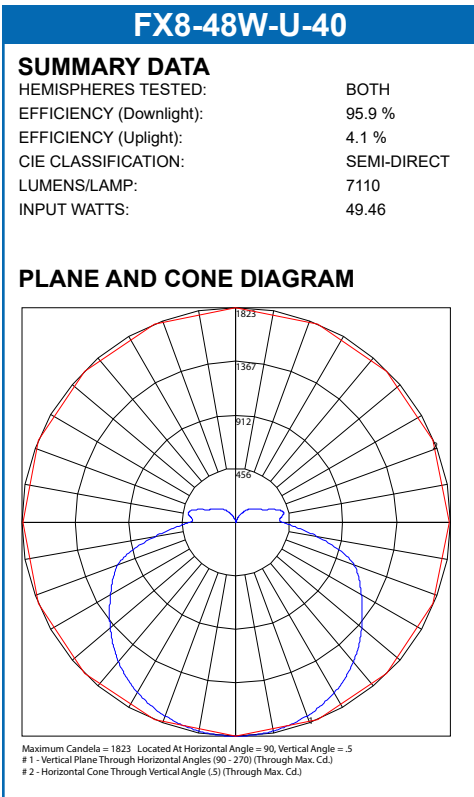 FX8-48W-U-40
SUMMARY DATA
HEMISPHERES TESTED: BOTH
EFFICIENCY (Downlight): 95.9 %
EFFICIENCY (Uplight): 4.1 %
CIE CLASSIFICATION: SEMI-DIRECT
LUMENS/LAMP: 7110
INPUT WATTS: 49.46
PLANE AND CONE DIAGRAM
1823
1367
912
2
456
1
Maximum Candela = 1823 Located At Horizontal Angle = 90, Vertical Angle = .5
# 1 - Vertical Plane Through Horizontal Angles (90 - 270) (Through Max. Cd.)
# 2 - Horizontal Cone Through Vertical Angle (.5) (Through Max. Cd.)